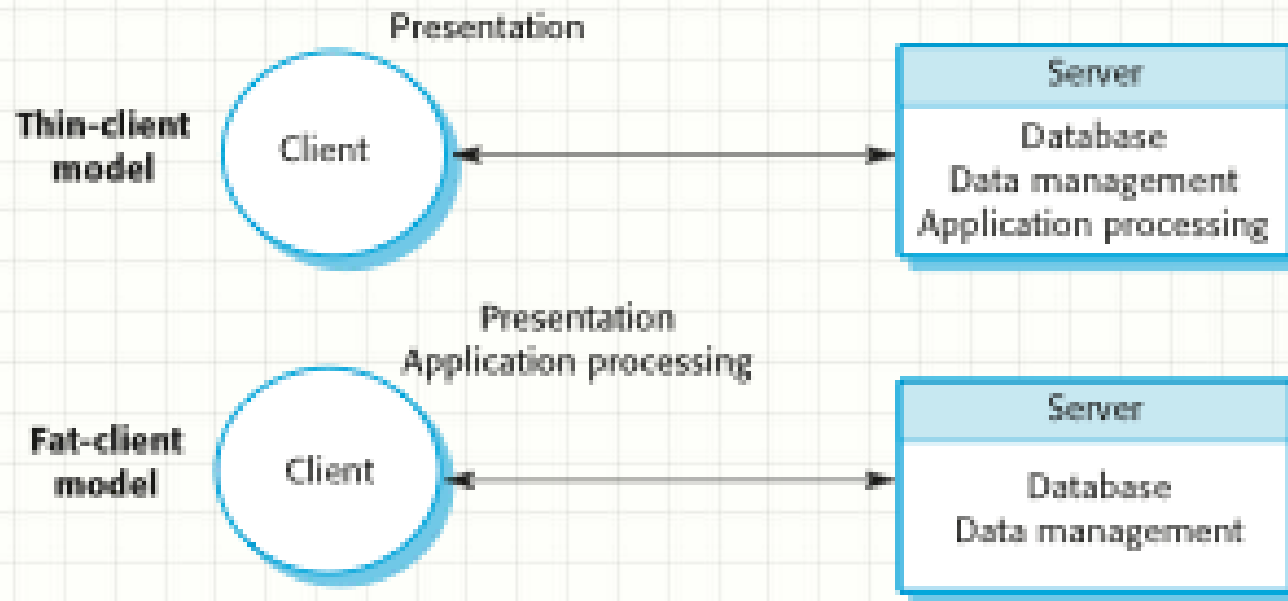 Presentation
Thin-client
model
Client
Server
Database
Data management
Application processing
Presentation
Application processing
Fat-client
model
Client
Server
Database
Data management